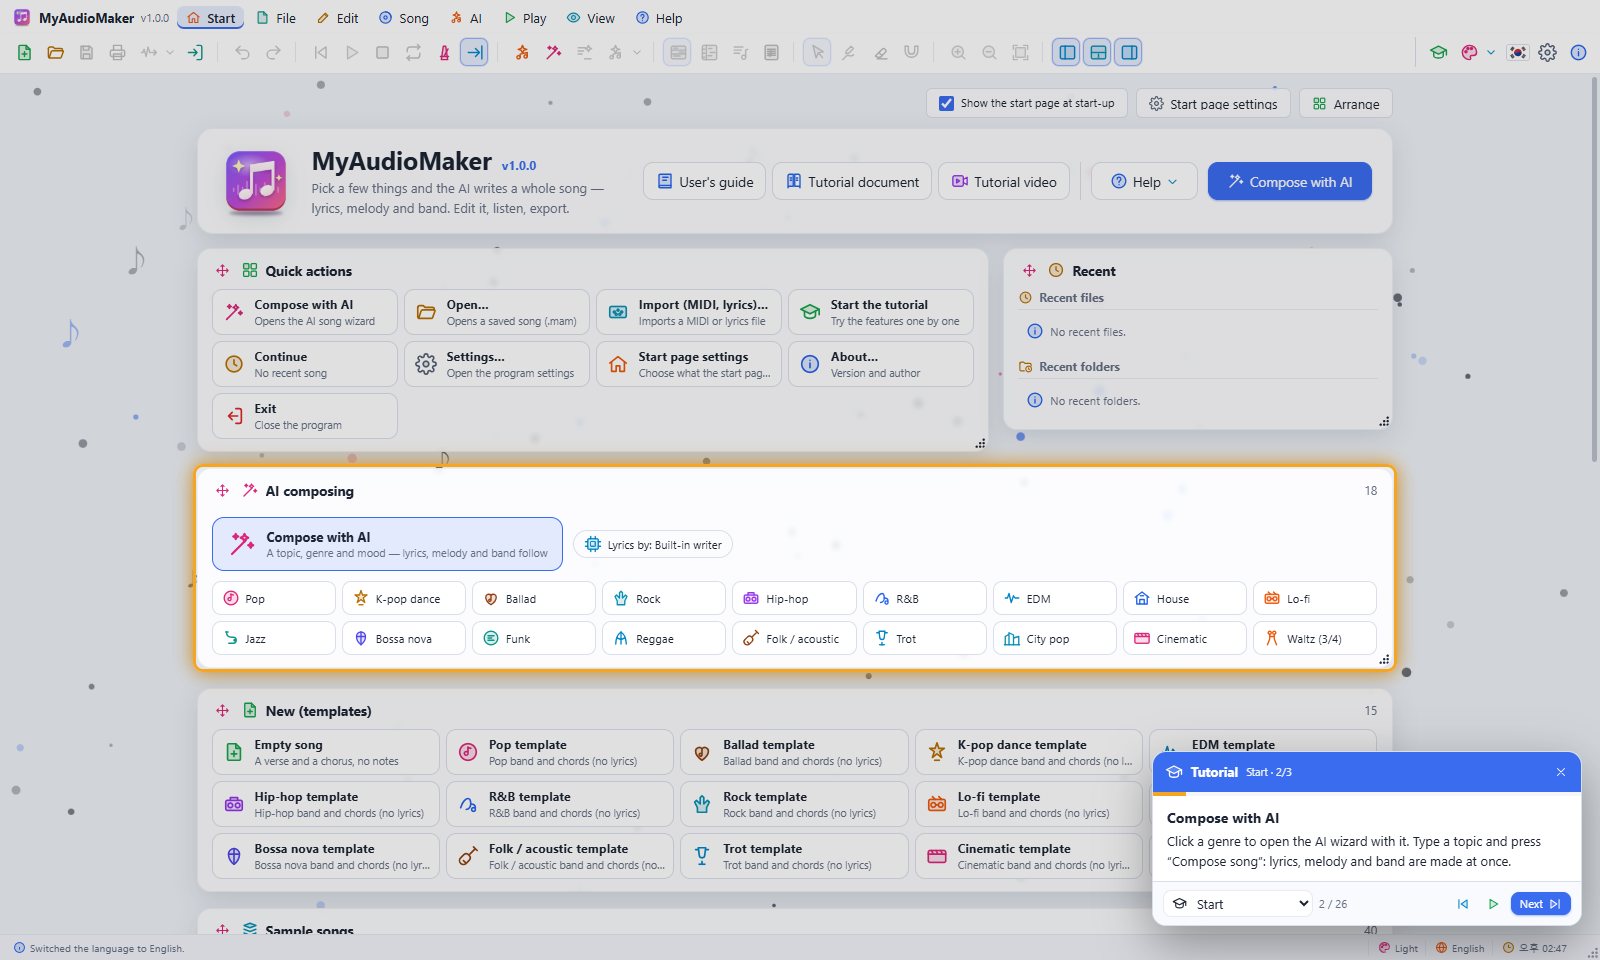 MyAudioMaker v1.0.0 Start File Edit Song AI Play View Help
Show the start page at start-up Start page settings Arrange
MyAudioMaker v1.0.0
Pick a few things and the AI writes a whole song —
lyrics, melody and band. Edit it, listen, export.
User's guide Tutorial document Tutorial video Help Compose with AI
Quick actions
Compose with AI
Opens the AI song wizard
Open...
Opens a saved song (.mam)
Import (MIDI, lyrics)...
Imports a MIDI or lyrics file
Start the tutorial
Try the features one by one
Continue
No recent song
Settings...
Open the program settings
Start page settings
Choose what the start pag...
About...
Version and author
Exit
Close the program
Recent
Recent files
No recent files.
Recent folders
No recent folders.
AI composing 18
Compose with AI
A topic, genre and mood — lyrics, melody and band follow
Lyrics by: Built-in writer
Pop K-pop dance Ballad Rock Hip-hop R&B EDM House Lo-fi
Jazz Bossa nova Funk Reggae Folk / acoustic Trot City pop Cinematic Waltz (3/4)
New (templates) 15
Empty song
A verse and a chorus, no notes
Pop template
Pop band and chords (no lyrics)
Ballad template
Ballad band and chords (no lyrics)
K-pop dance template
K-pop dance band and chords (no l...
EDM template
Hip-hop template
Hip-hop band and chords (no lyrics)
R&B template
R&B band and chords (no lyrics)
Rock template
Rock band and chords (no lyrics)
Lo-fi template
Lo-fi band and chords (no lyrics)
Bossa nova template
Bossa nova band and chords (no lyr...
Folk / acoustic template
Folk / acoustic band and chords (no...
Trot template
Trot band and chords (no lyrics)
Cinematic template
Cinematic band and chords (no lyri...
Sample songs 40
Tutorial Start · 2/3
Compose with AI
Click a genre to open the AI wizard with it. Type a topic and press
“Compose song”: lyrics, melody and band are made at once.
Start 2 / 26 Next
Switched the language to English. Light English 오후 02:47